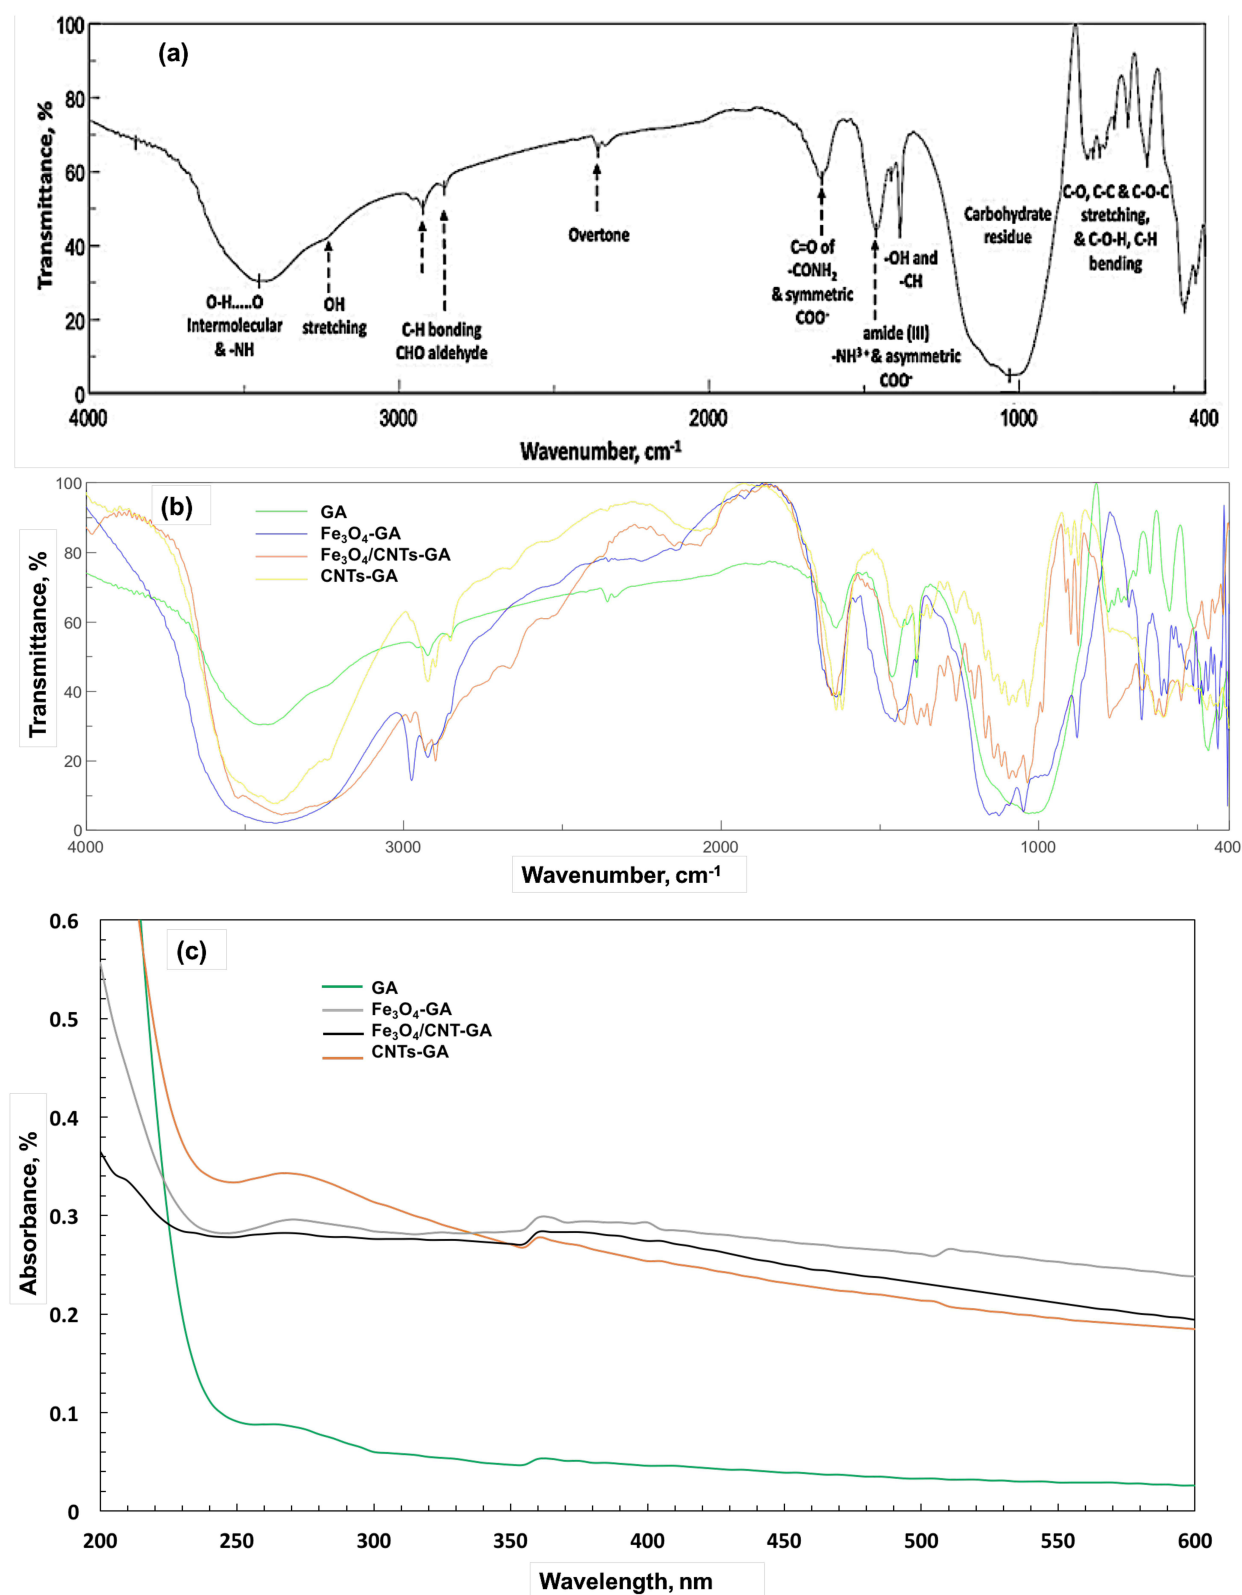 (a)
100
80
60
40
20
0
Transmittance, %
O-H.....O
Intermolecular
& -NH
OH
stretching
C-H bonding
CHO aldehyde
Overtone
C=O of
-CONH₂
& symmetric
COO⁻
amide (III)
-NH³⁺ & asymmetric
COO⁻
-OH and
-CH
Carbohydrate
residue
C-O, C-C & C-O-C
stretching,
& C-O-H, C-H
bending
4000 3000 2000 1000 400
Wavenumber, cm⁻¹
(b)
100
80
60
40
20
0
Transmittance, %
GA
Fe₃O₄-GA
Fe₃O₄/CNTs-GA
CNTs-GA
4000 3000 2000 1000 400
Wavenumber, cm⁻¹
(c)
0.6
0.5
0.4
0.3
0.2
0.1
0
Absorbance, %
GA
Fe₃O₄-GA
Fe₃O₄/CNT-GA
CNTs-GA
200 250 300 350 400 450 500 550 600
Wavelength, nm